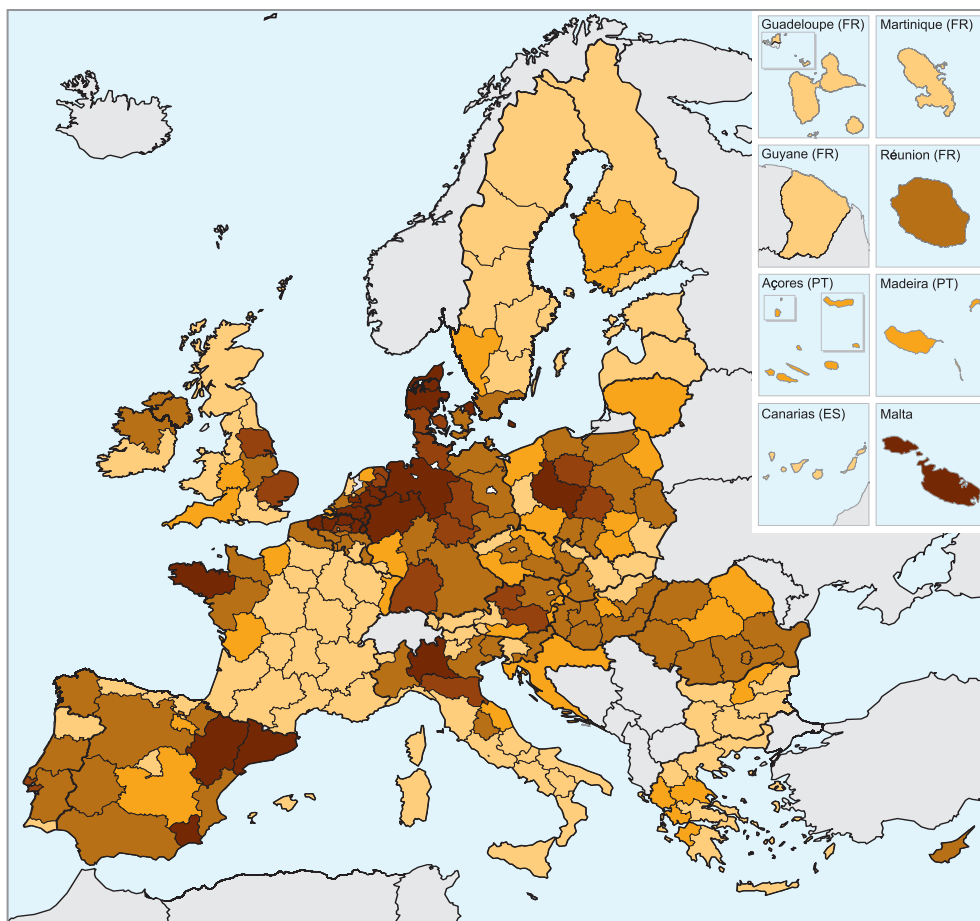 Guadeloupe (FR)
Martinique (FR)
Guyane (FR)
Réunion (FR)
Açores (PT)
Madeira (PT)
Canarias (ES)
Malta